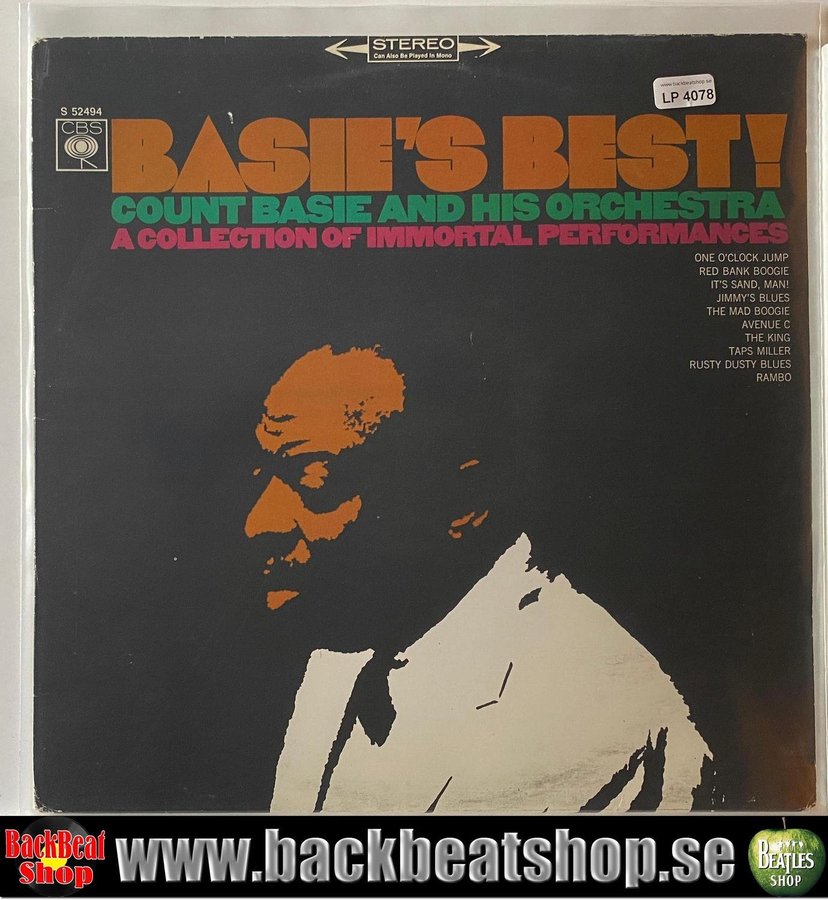 STEREO
Can Also Be Played In Mono
www.backbeatshop.se
LP 4078
S 52494
CBS
BASIE'S BEST!
COUNT BASIE AND HIS ORCHESTRA
A COLLECTION OF IMMORTAL PERFORMANCES
ONE O'CLOCK JUMP
RED BANK BOOGIE
IT'S SAND, MAN!
JIMMY'S BLUES
THE MAD BOOGIE
AVENUE C
THE KING
TAPS MILLER
RUSTY DUSTY BLUES
RAMBO
BackBeat
Shop
www.backbeatshop.se
BEATLES
SHOP